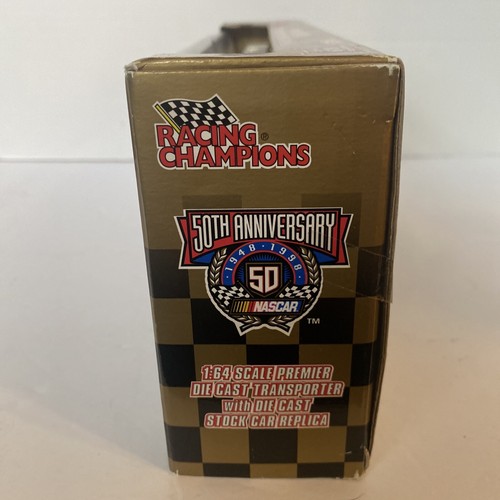 RACING®
CHAMPIONS
50TH ANNIVERSARY
1948 · 1998
50
NASCAR
TM
1:64 SCALE PREMIER
DIE CAST TRANSPORTER
with DIE CAST
STOCK CAR REPLICA